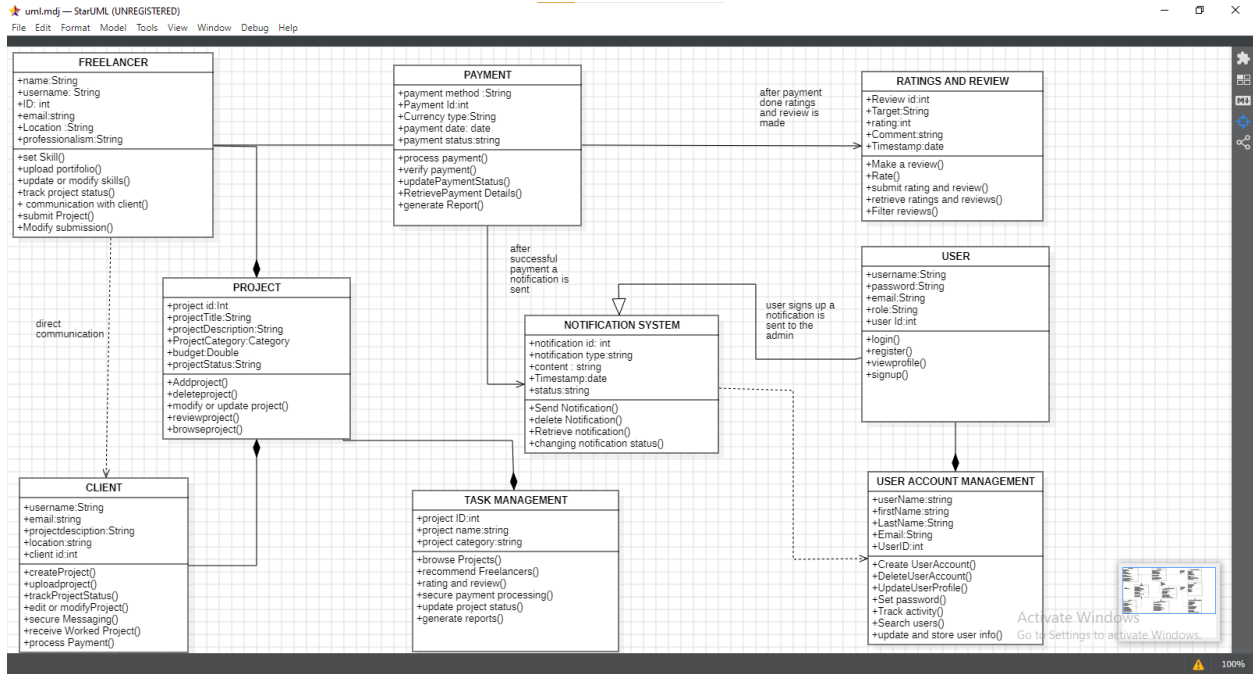 uml.mdj — StarUML (UNREGISTERED)
File Edit Format Model Tools View Window Debug Help
FREELANCER
+name:String
+username: String
+ID: int
+email:string
+Location :String
+professionalism:String
+set Skill()
+upload portifolio()
+update or modify skills()
+track project status()
+ communication with client()
+submit Project()
+Modify submission()
PAYMENT
+payment method :String
+Payment Id:int
+Currency type:String
+payment date: date
+payment status:string
+process payment()
+verify payment()
+updatePaymentStatus()
+RetrievePayment Details()
+generate Report()
after payment
done ratings
and review is
made
RATINGS AND REVIEW
+Review id:int
+Target:String
+rating:int
+Comment:string
+Timestamp:date
+Make a review()
+Rate()
+submit rating and review()
+retrieve ratings and reviews()
+Filter reviews()
after
successful
payment a
notification is
sent
USER
+username:String
+password:String
+email:String
+role:String
+user Id:int
+login()
+register()
+viewprofile()
+signup()
PROJECT
+project id:Int
+projectTitle:String
+projectDescription:String
+ProjectCategory:Category
+budget:Double
+projectStatus:String
+Addproject()
+deleteproject()
+modify or update project()
+reviewproject()
+browseproject()
direct
communication
user signs up a
notification is
sent to the
admin
NOTIFICATION SYSTEM
+notification id: int
+notification type:string
+content : string
+Timestamp:date
+status:string
+Send Notification()
+delete Notification()
+Retrieve notification()
+changing notification status()
CLIENT
+username:String
+email:string
+projectdesciption:String
+location:string
+client id:int
+createProject()
+uploadproject()
+trackProjectStatus()
+edit or modifyProject()
+secure Messaging()
+receive Worked Project()
+process Payment()
TASK MANAGEMENT
+project ID:int
+project name:string
+project category:string
+browse Projects()
+recommend Freelancers()
+rating and review()
+secure payment processing()
+update project status()
+generate reports()
USER ACCOUNT MANAGEMENT
+userName:string
+firstName:string
+LastName:String
+Email:String
+UserID:int
+Create UserAccount()
+DeleteUserAccount()
+UpdateUserProfile()
+Set password()
+Track activity()
+Search users()
+update and store user info()
Activate Windows
Go to Settings to activate Windows.
100%